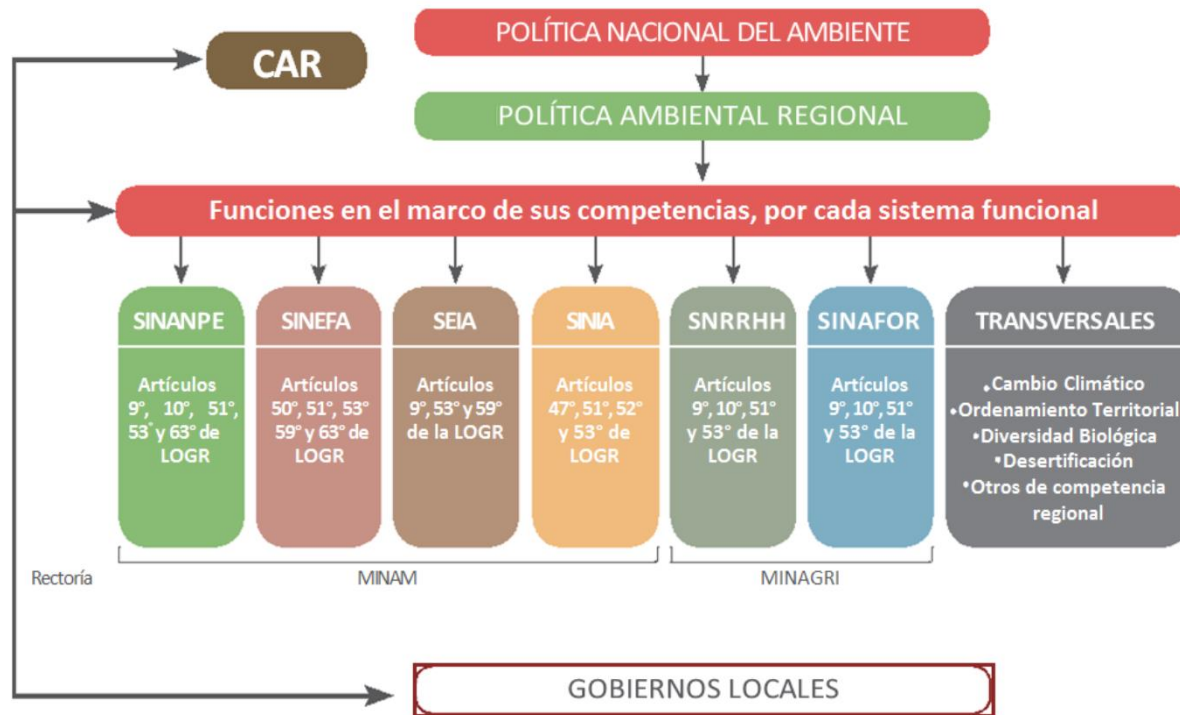 CAR
POLÍTICA NACIONAL DEL AMBIENTE
POLÍTICA AMBIENTAL REGIONAL
Funciones en el marco de sus competencias, por cada sistema funcional
SINANPE
Artículos
9°, 10°, 51°,
53° y 63° de
LOGR
SINEFA
Artículos
50°, 51°, 53°
59° y 63° de
LOGR
SEIA
Artículos
9°, 53° y 59°
de la LOGR
SINIA
Artículos
47°, 51°, 52°
y 53° de
LOGR
SNRRHH
Artículos
9°, 10°, 51°
y 53° de la
LOGR
SINAFOR
Artículos
9°, 10°, 51°
y 53° de la
LOGR
TRANSVERSALES
•Cambio Climático
•Ordenamiento Territorial
•Diversidad Biológica
•Desertificación
•Otros de competencia
regional
Rectoría
MINAM
MINAGRI
GOBIERNOS LOCALES